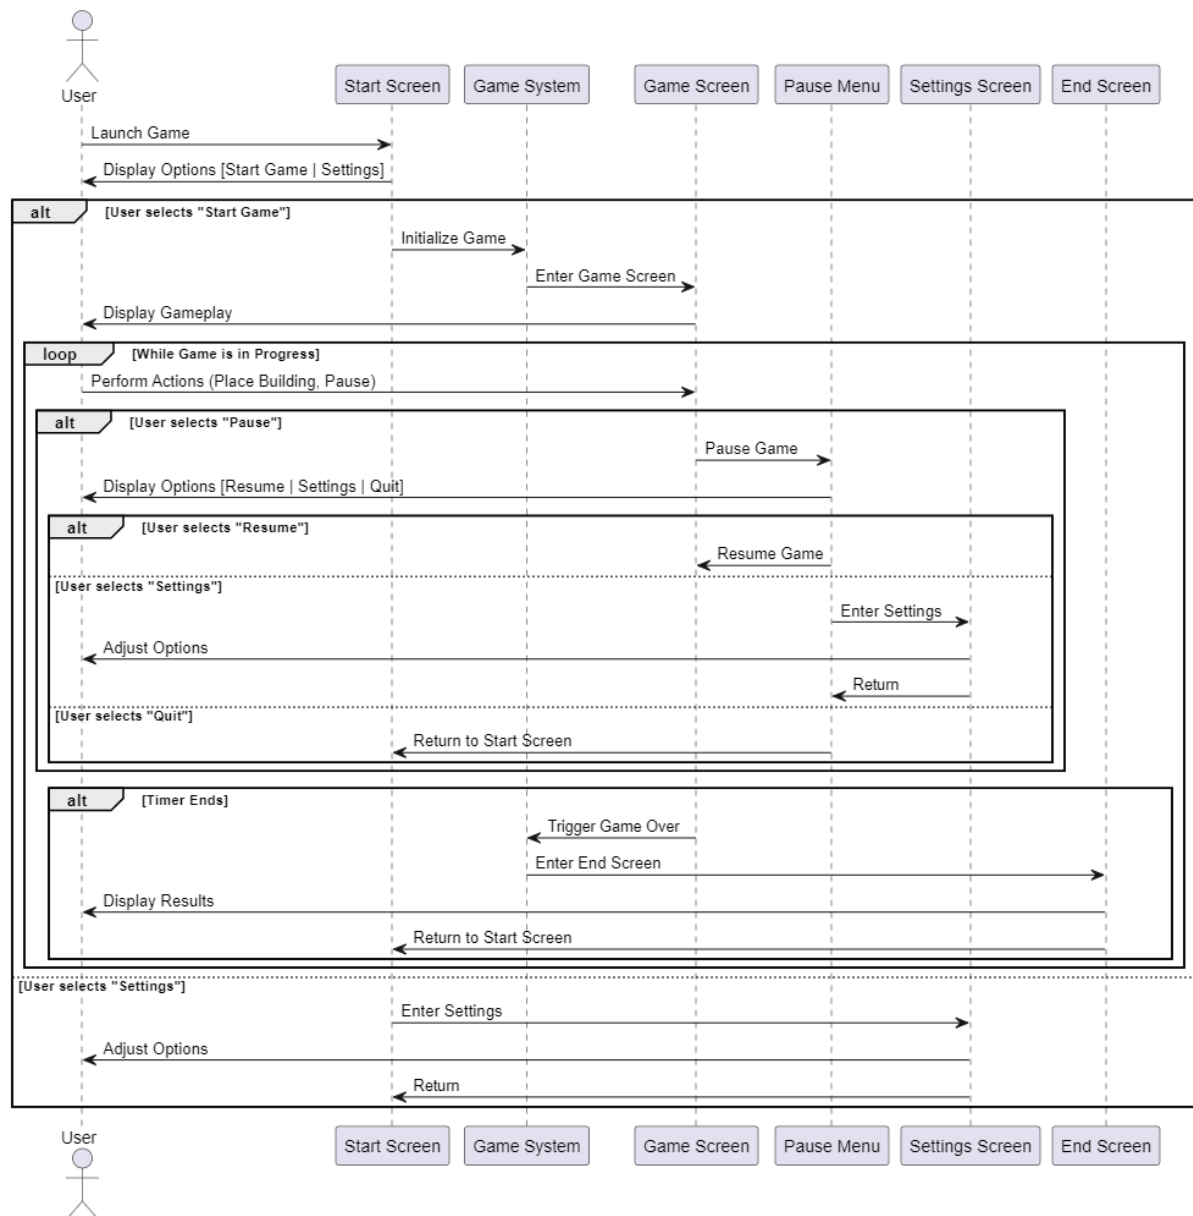 User
Start Screen
Game System
Game Screen
Pause Menu
Settings Screen
End Screen
Launch Game
Display Options [Start Game | Settings]
alt
[User selects "Start Game"]
Initialize Game
Enter Game Screen
Display Gameplay
loop
[While Game is in Progress]
Perform Actions (Place Building, Pause)
alt
[User selects "Pause"]
Pause Game
Display Options [Resume | Settings | Quit]
alt
[User selects "Resume"]
Resume Game
[User selects "Settings"]
Enter Settings
Adjust Options
Return
[User selects "Quit"]
Return to Start Screen
alt
[Timer Ends]
Trigger Game Over
Enter End Screen
Display Results
Return to Start Screen
[User selects "Settings"]
Enter Settings
Adjust Options
Return
User
Start Screen
Game System
Game Screen
Pause Menu
Settings Screen
End Screen